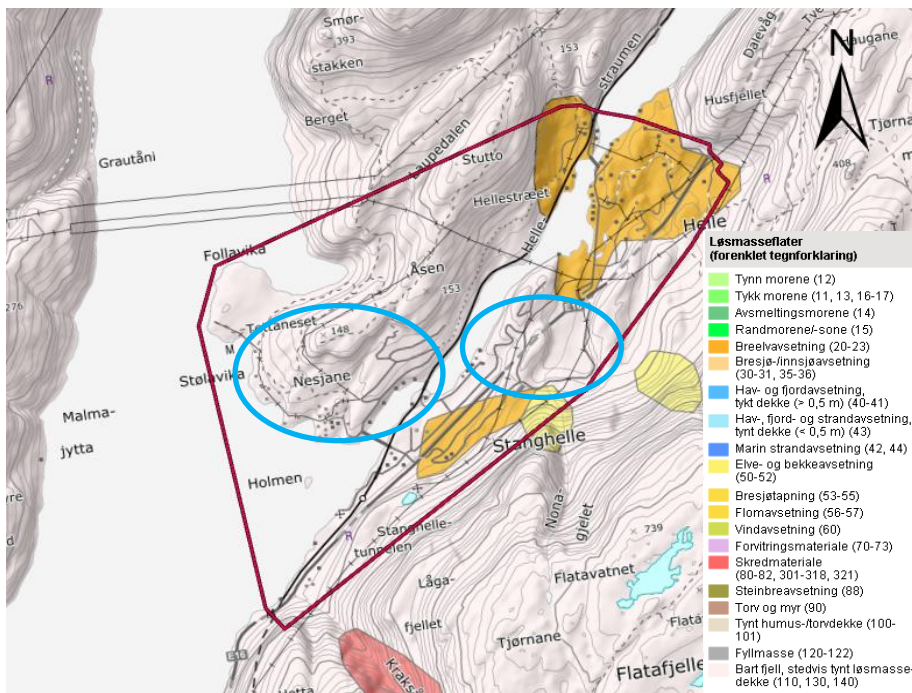 Smør-
393
stakken
153
straumen
Tve
Dalevåg
Haugane
N
R
Berget
Laupedalen
Husfjellet
Tjørna
Grautåni
Stutto
408
R
Hellestræet
Helle
Follavika
Helle-
Åsen
276
153
Tottaneset
148
M
Stølavika
Nesjane
Malma-
jytta
Stanghelle
Holmen
Nona-
gjelet
Stanghelle-
tunnelen
R
739
Låga-
fjellet
Flatavatnet
Tjørnane
E16
Flatafjelle
Løsmasseflater
(forenklet tegnforklaring)
Tynn morene (12)
Tykk morene (11, 13, 16-17)
Avsmeltingsmorene (14)
Randmorene/-sone (15)
Breelvavsetning (20-23)
Bresjø-/innsjøavsetning
(30-31, 35-36)
Hav- og fjordavsetning,
tykt dekke (> 0,5 m) (40-41)
Hav-, fjord- og strandavsetning,
tynt dekke (< 0,5 m) (43)
Marin strandavsetning (42, 44)
Elve- og bekkeavsetning
(50-52)
Bresjøtapning (53-55)
Flomavsetning (56-57)
Vindavsetning (60)
Forvitringsmateriale (70-73)
Skredmateriale
(80-82, 301-318, 321)
Steinbreavsetning (88)
Torv og myr (90)
Tynt humus-/torvdekke (100-
101)
Fyllmasse (120-122)
Bart fjell, stedvis tynt løsmasse-
dekke (110, 130, 140)